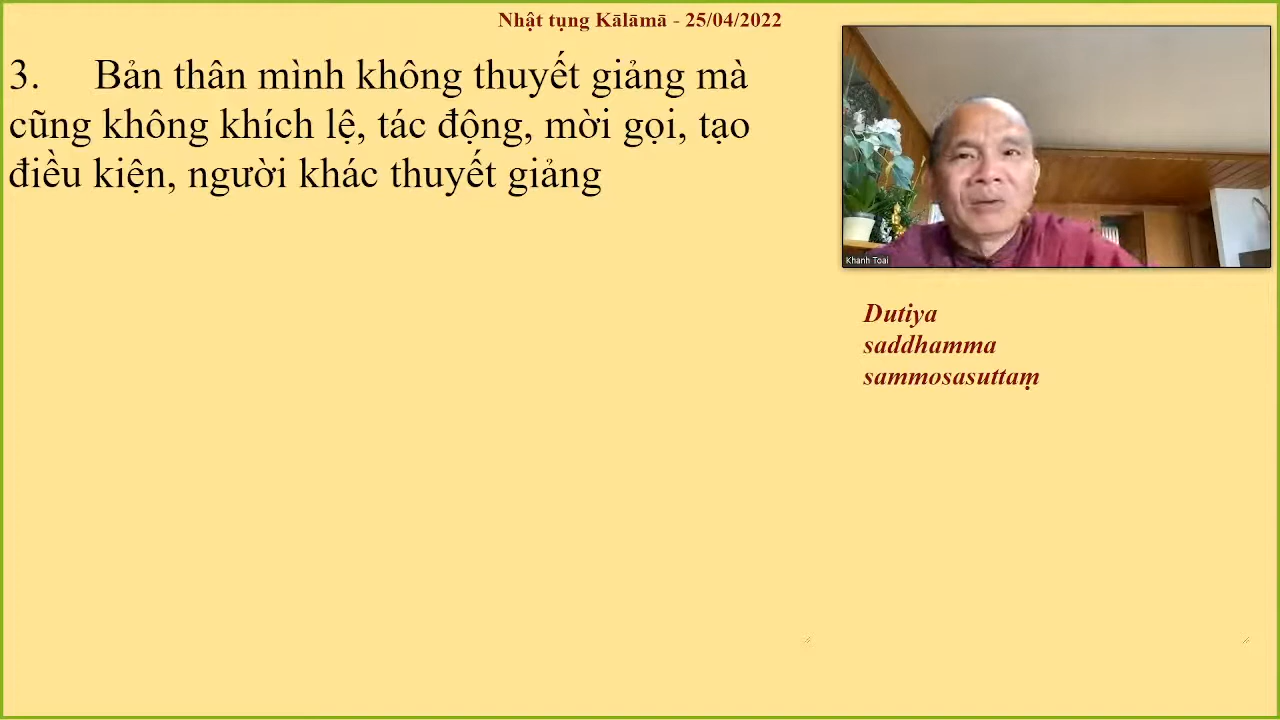 Nhật tụng Kālāmā - 25/04/2022
3. Bản thân mình không thuyết giảng mà
cũng không khích lệ, tác động, mời gọi, tạo
điều kiện, người khác thuyết giảng
Khanh Toai
Dutiya
saddhamma
sammosasuttaṃ